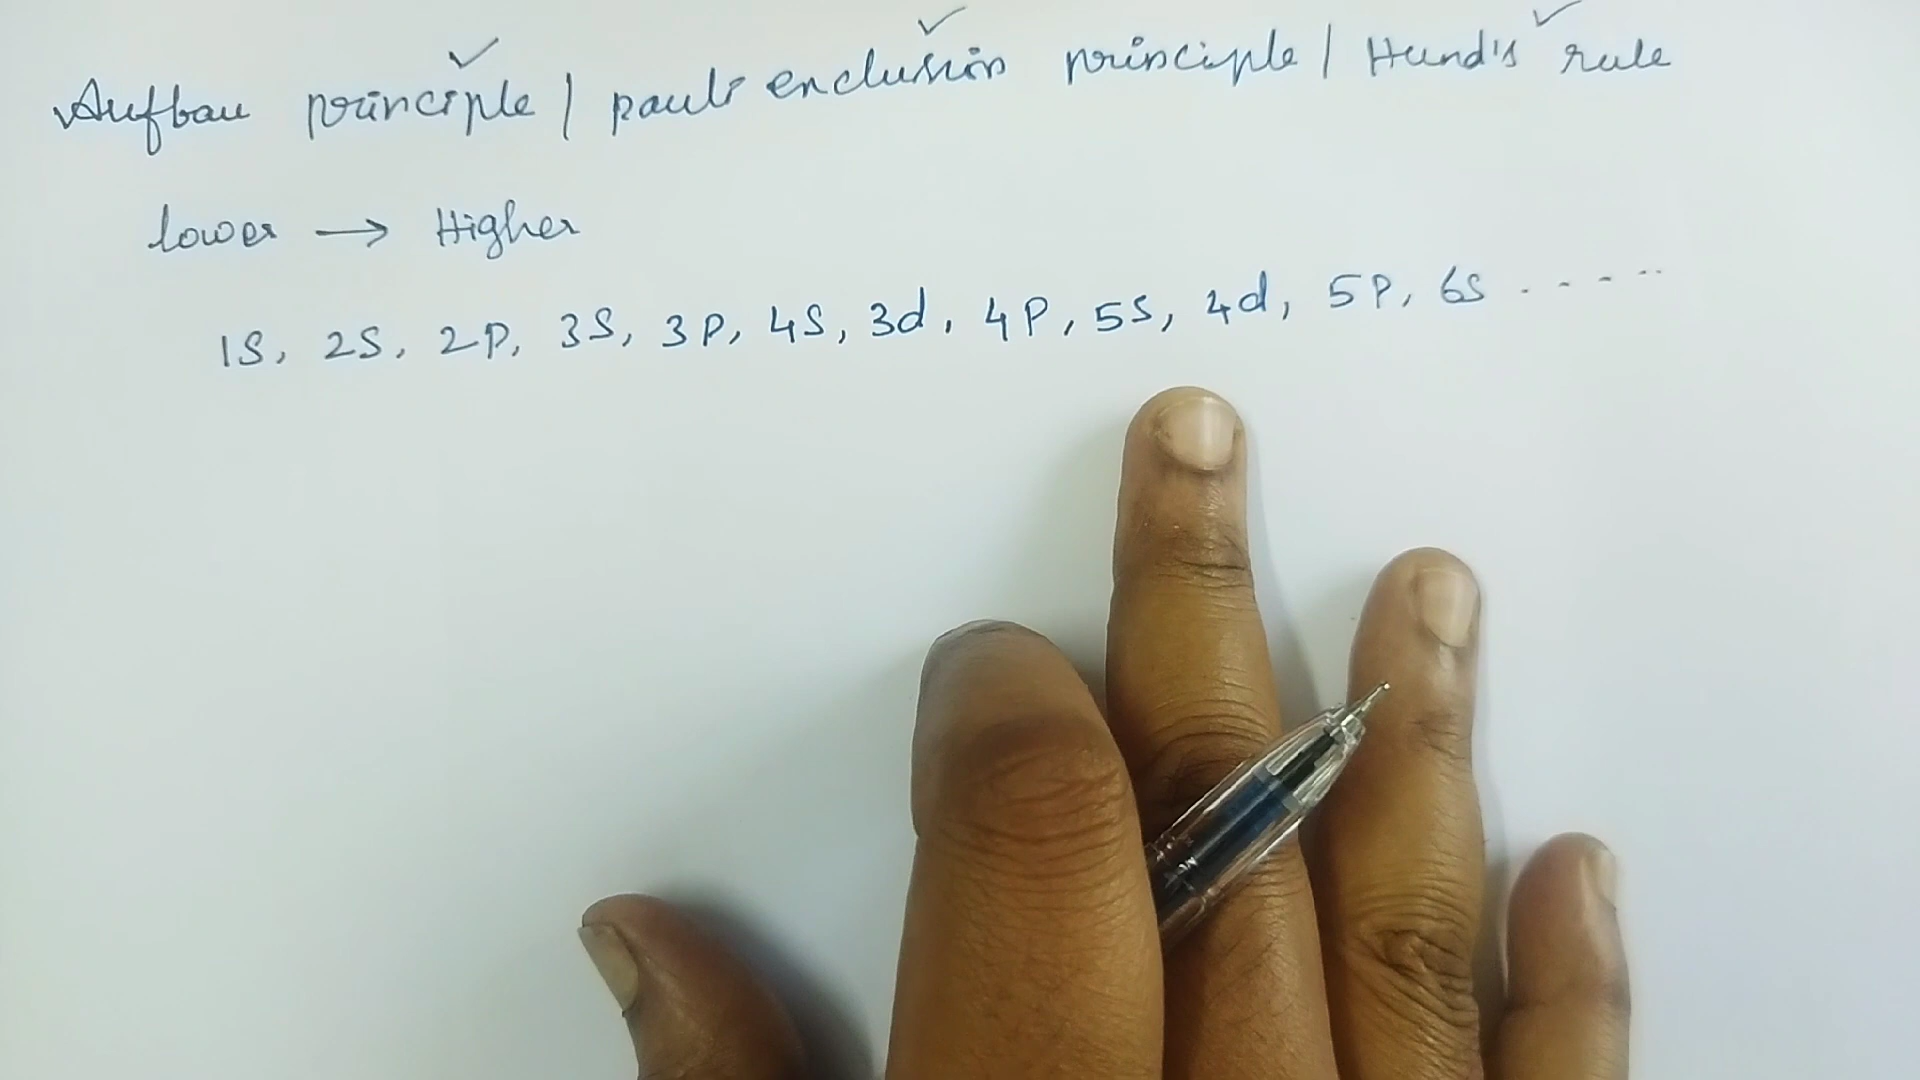 Aufbau principle / pauli exclusion principle / Hund's rule
lower → Higher
1S, 2S, 2P, 3S, 3P, 4S, 3d, 4P, 5S, 4d, 5P, 6S .....